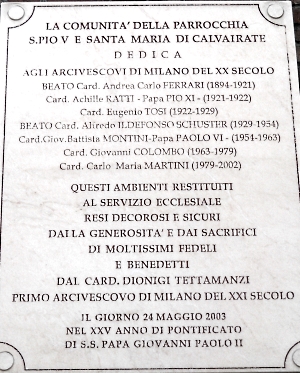 LA COMUNITA' DELLA PARROCCHIA
S.PIO V E SANTA MARIA DI CALVAIRATE
DEDICA
AGLI ARCIVESCOVI DI MILANO DEL XX SECOLO
BEATO Card. Andrea Carlo FERRARI (1894-1921)
Card. Achille RATTI - Papa PIO XI - (1921-1922)
Card. Eugenio TOSI (1922-1929)
BEATO Card. Alfredo ILDEFONSO SCHUSTER (1929-1954)
Card.Giov.Battista MONTINI-Papa PAOLO VI - (1954-1963)
Card. Giovanni COLOMBO (1963-1979)
Card. Carlo Maria MARTINI (1979-2002)
QUESTI AMBIENTI RESTITUITI
AL SERVIZIO ECCLESIALE
RESI DECOROSI E SICURI
DALLA GENEROSITA' E DAI SACRIFICI
DI MOLTISSIMI FEDELI
E BENEDETTI
DAL CARD. DIONIGI TETTAMANZI
PRIMO ARCIVESCOVO DI MILANO DEL XXI SECOLO
IL GIORNO 24 MAGGIO 2003
NEL XXV ANNO DI PONTIFICATO
DI S.S. PAPA GIOVANNI PAOLO II